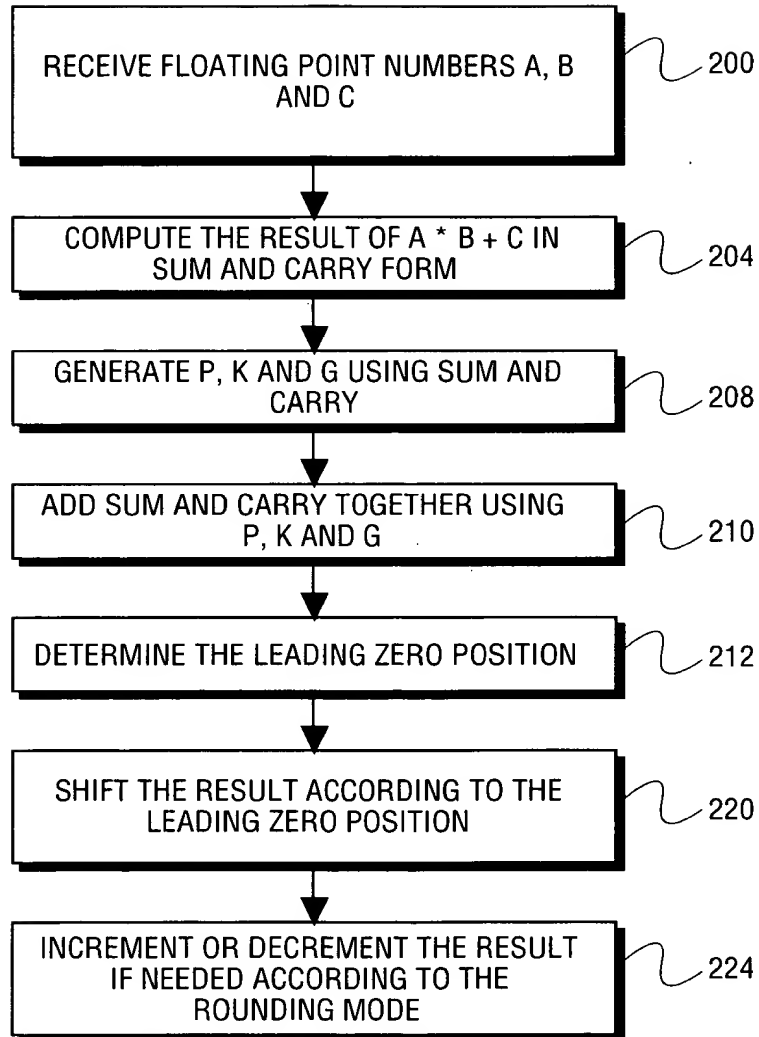 RECEIVE FLOATING POINT NUMBERS A, B
AND C
200
COMPUTE THE RESULT OF A * B + C IN
SUM AND CARRY FORM
204
GENERATE P, K AND G USING SUM AND
CARRY
208
ADD SUM AND CARRY TOGETHER USING
P, K AND G
210
DETERMINE THE LEADING ZERO POSITION
212
SHIFT THE RESULT ACCORDING TO THE
LEADING ZERO POSITION
220
INCREMENT OR DECREMENT THE RESULT
IF NEEDED ACCORDING TO THE
ROUNDING MODE
224